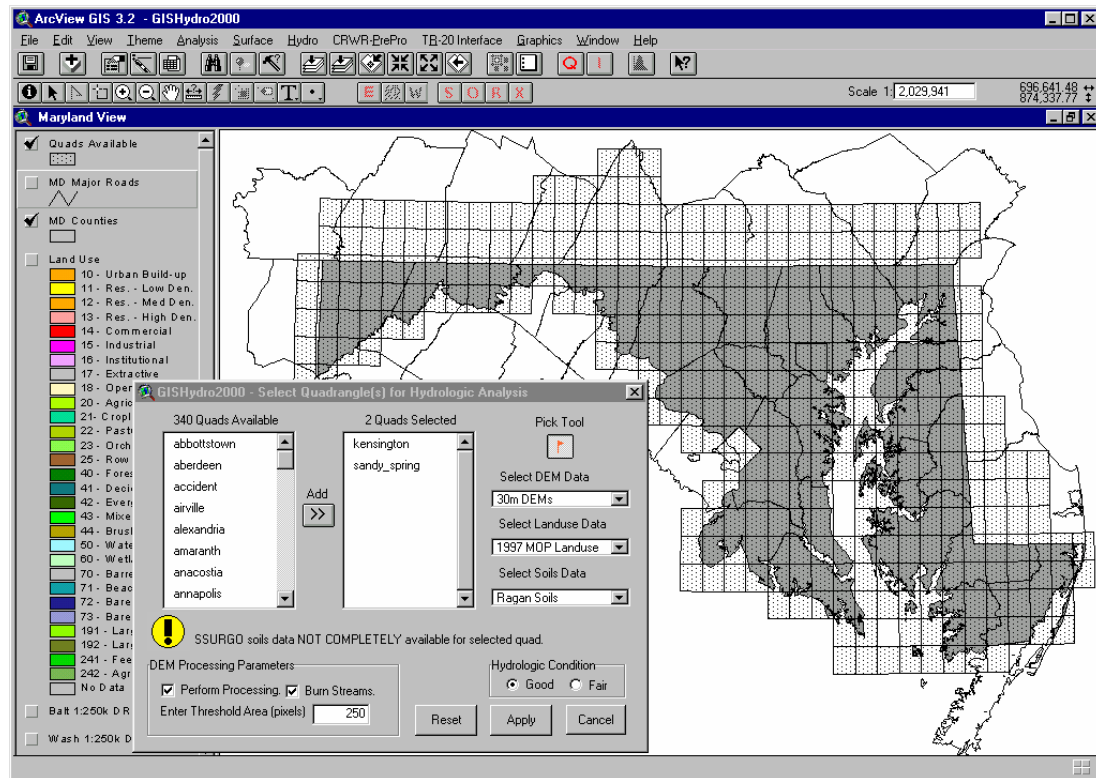 ArcView GIS 3.2 - GISHydro2000
File Edit View Theme Analysis Surface Hydro CRWR-PrePro TR-20 Interface Graphics Window Help
Q I
T E W S O R X
Scale 1: 2,029,941
696,641.48
874,337.77
Maryland View
Quads Available
MD Major Roads
MD Counties
Land Use
10 - Urban Build-up
11 - Res. - Low Den.
12 - Res. - Med Den.
13 - Res. - High Den.
14 - Commercial
15 - Industrial
16 - Institutional
17 - Extractive
18 - Oper
20 - Agric
21- Cropl
22 - Past
23 - Orch
25 - Row
40 - Fores
41 - Decid
42 - Everg
43 - Mixe
44 - Brus
50 - Wate
60 - Wetl
70 - Barre
71 - Beac
72 - Bare
73 - Bare
191 - Larg
192 - Larg
241 - Fee
242 - Agr
No Data
Balt 1:250k DR
Wash 1:250k D
GISHydro2000 - Select Quadrangle(s) for Hydrologic Analysis
340 Quads Available
abbottstown
aberdeen
accident
airville
alexandria
amaranth
anacostia
annapolis
Add
>>
2 Quads Selected
kensington
sandy_spring
Pick Tool
Select DEM Data
30m DEMs
Select Landuse Data
1997 MOP Landuse
Select Soils Data
Ragan Soils
! SSURGO soils data NOT COMPLETELY available for selected quad.
DEM Processing Parameters
Perform Processing. Burn Streams.
Enter Threshold Area (pixels) 250
Hydrologic Condition
Good Fair
Reset Apply Cancel